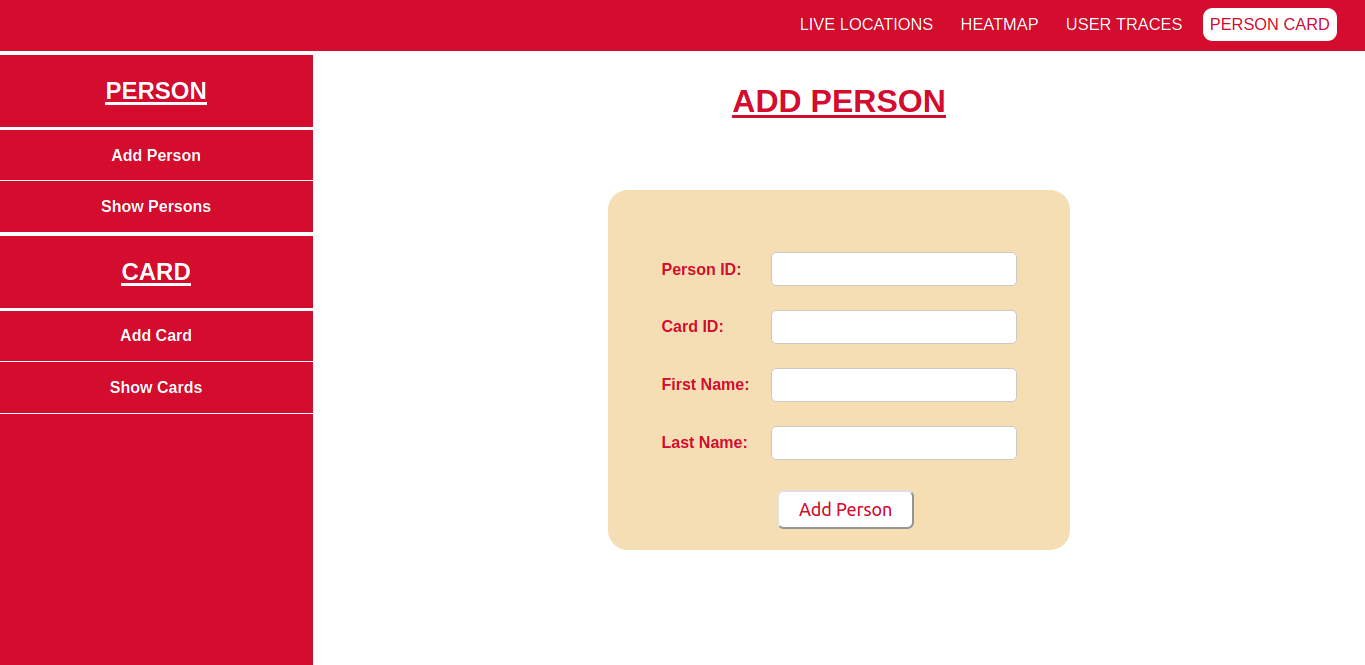 LIVE LOCATIONS HEATMAP USER TRACES PERSON CARD
PERSON
Add Person
Show Persons
CARD
Add Card
Show Cards
ADD PERSON
Person ID:
Card ID:
First Name:
Last Name:
Add Person